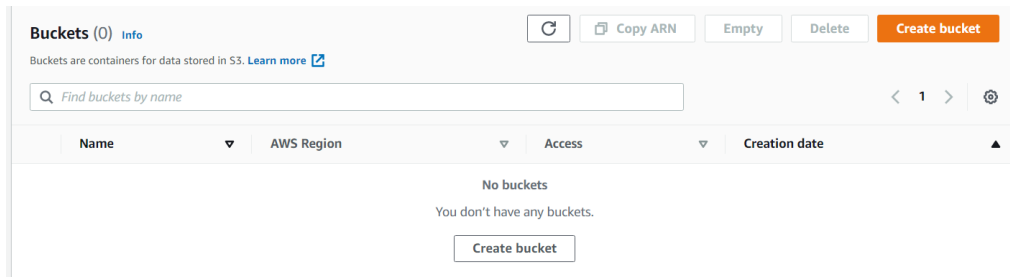 Buckets (0) Info
Copy ARN Empty Delete Create bucket
Buckets are containers for data stored in S3. Learn more
Find buckets by name
1
Name AWS Region Access Creation date
No buckets
You don't have any buckets.
Create bucket